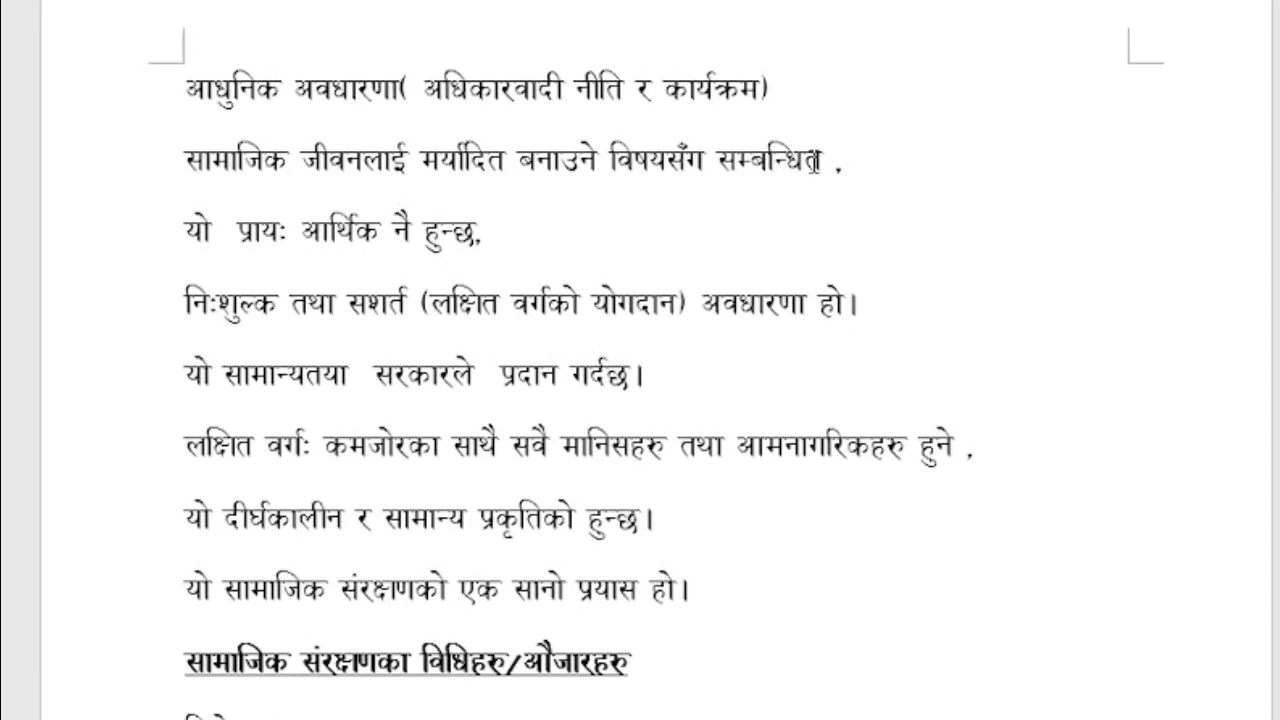 आधुनिक अवधारणा( अधिकारवादी नीति र कार्यक्रम)
सामाजिक जीवनलाई मर्यादित बनाउने विषयसँग सम्बन्धित ,
यो प्रायः आर्थिक नै हुन्छ,
निःशुल्क तथा सशर्त (लक्षित वर्गको योगदान) अवधारणा हो।
यो सामान्यतया सरकारले प्रदान गर्दछ।
लक्षित वर्गः कमजोरका साथै सवै मानिसहरु तथा आमनागरिकहरु हुने ,
यो दीर्घकालीन र सामान्य प्रकृतिको हुन्छ।
यो सामाजिक संरक्षणको एक सानो प्रयास हो।
सामाजिक संरक्षणका विधिहरु/औजारहरु